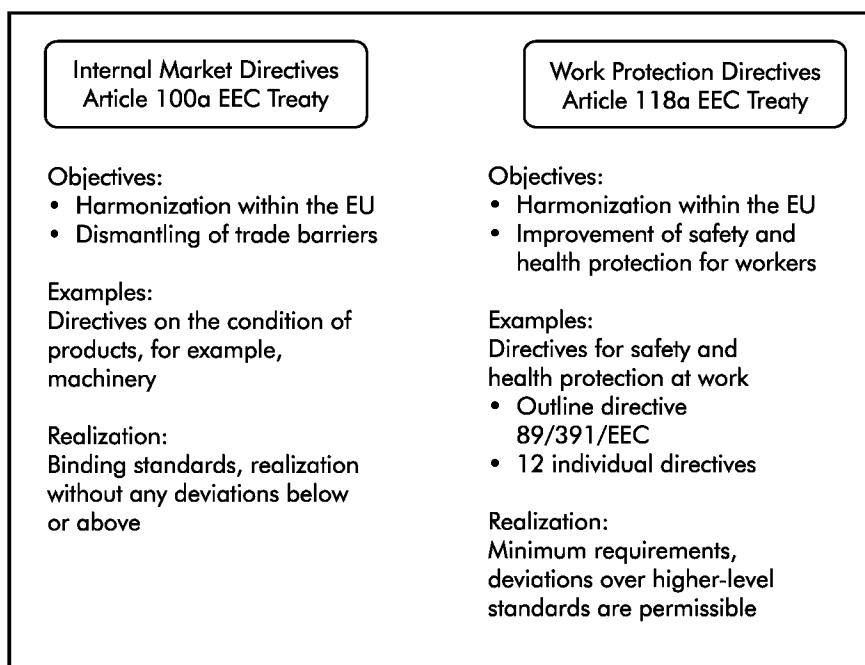 Internal Market Directives
Article 100a EEC Treaty
Objectives:
• Harmonization within the EU
• Dismantling of trade barriers
Examples:
Directives on the condition of
products, for example,
machinery
Realization:
Binding standards, realization
without any deviations below
or above
Work Protection Directives
Article 118a EEC Treaty
Objectives:
• Harmonization within the EU
• Improvement of safety and
health protection for workers
Examples:
Directives for safety and
health protection at work
• Outline directive
89/391/EEC
• 12 individual directives
Realization:
Minimum requirements,
deviations over higher-level
standards are permissible